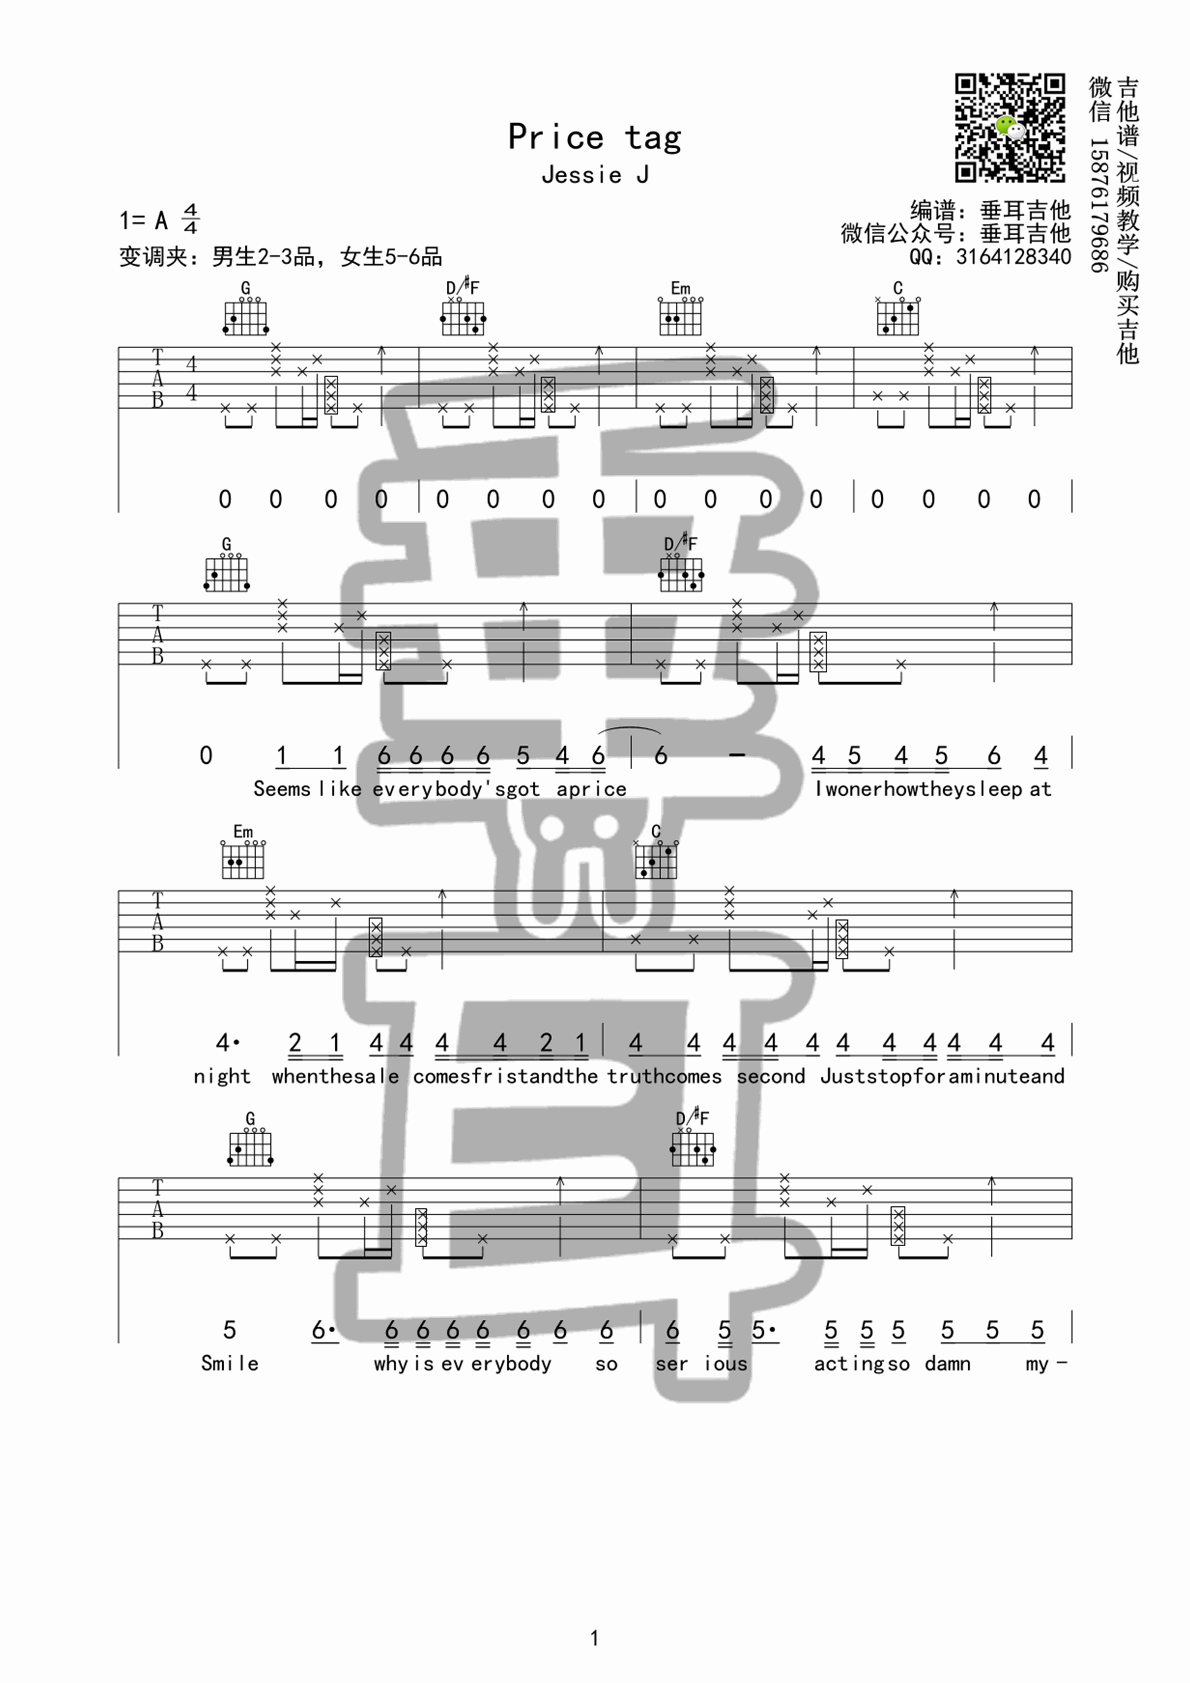 Price tag
Jessie J
吉他谱/视频教学/购买吉他
微信 15876179686
1= A 4/4
编谱：垂耳吉他
微信公众号：垂耳吉他
变调夹：男生2-3品，女生5-6品
QQ：3164128340
G D/#F Em C
T A B 4 4
0 0 0 0 | 0 0 0 0 | 0 0 0 0 | 0 0 0 0
G D/#F
T A B
0 1 1 6 6 6 6 5 4 6 | 6 - 4 5 4 5 6 4
Seems like everybody'sgot aprice Iwonerhowtheysleep at
Em C
T A B
4· 2 1 4 4 4 4 2 1 | 4 4 4 4 4 4 4 4 4 4 4
night whenthesale comesfristandthe truthcomes second Juststopforaminuteand
G D/#F
T A B
5 6· 6 6 6 6 6 6 6 | 6 5 5· 5 5 5 5 5 5
Smile why is ev erybody so ser ious actingso damn my-
1